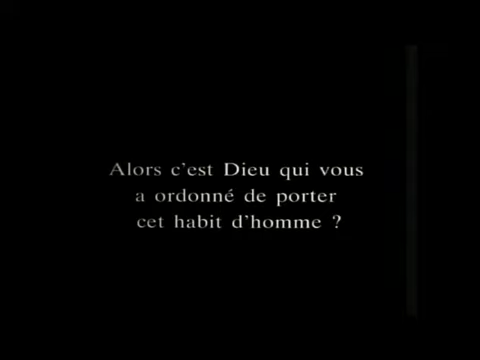 Alors c'est Dieu qui vous
a ordonné de porter
cet habit d'homme ?